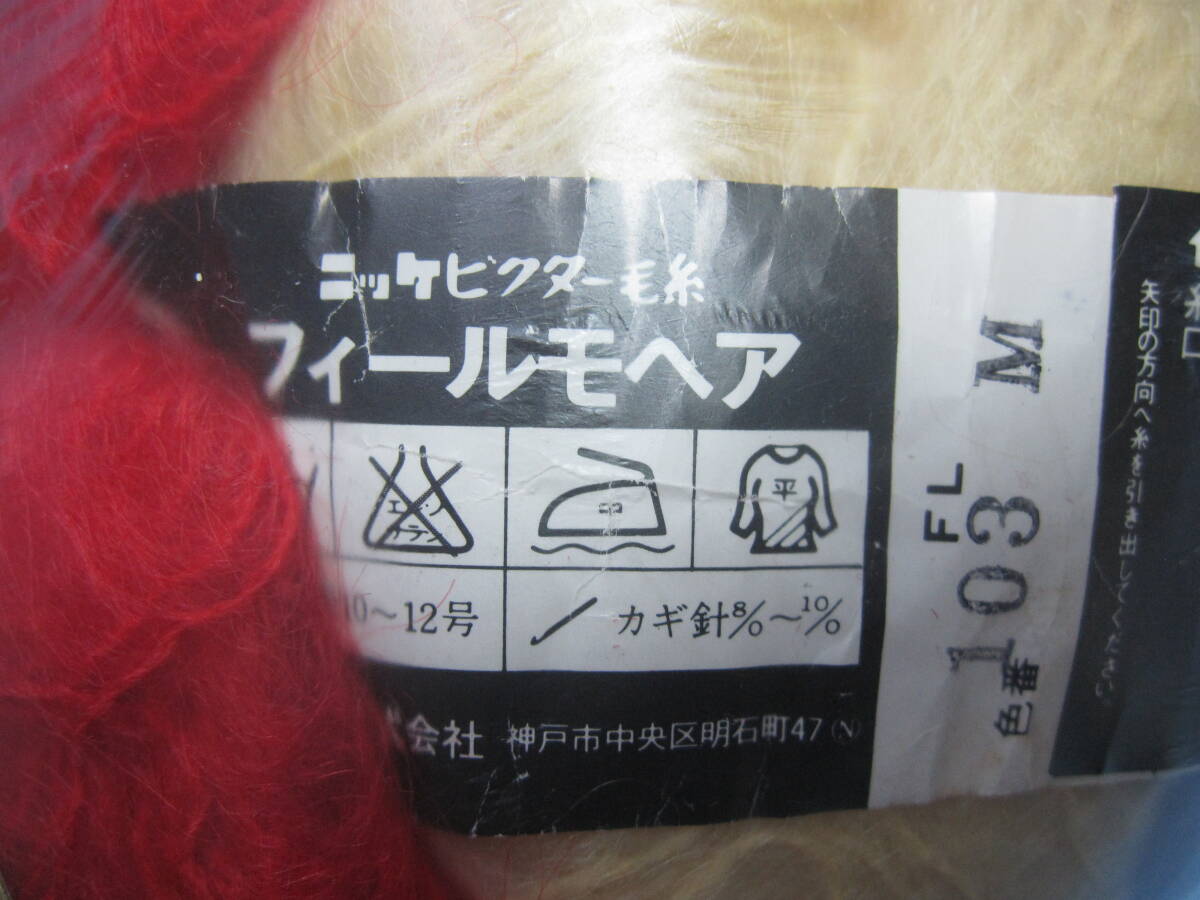 ニッケビクター毛糸
フィールモヘア
平
10～12号
カギ針8/0～10/0
会社 神戸市中央区明石町47 (N)
FL
色番 103 M
矢印の方向へ糸を引き出してください